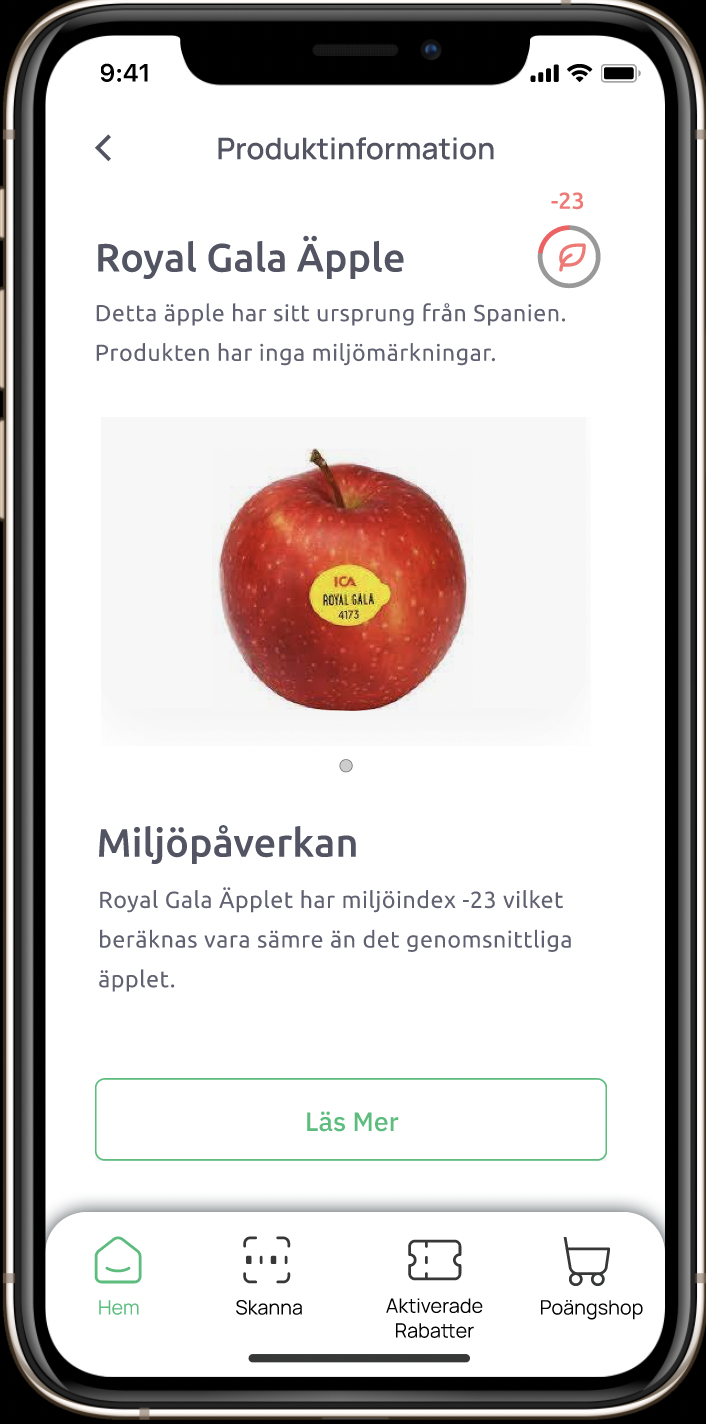 9:41
Produktinformation
-23
Royal Gala Äpple
Detta äpple har sitt ursprung från Spanien.
Produkten har inga miljömärkningar.
ICA
ROYAL GALA
4173
Miljöpåverkan
Royal Gala Äpplet har miljöindex -23 vilket
beräknas vara sämre än det genomsnittliga
äpplet.
Läs Mer
Hem
Skanna
Aktiverade
Rabatter
Poängshop